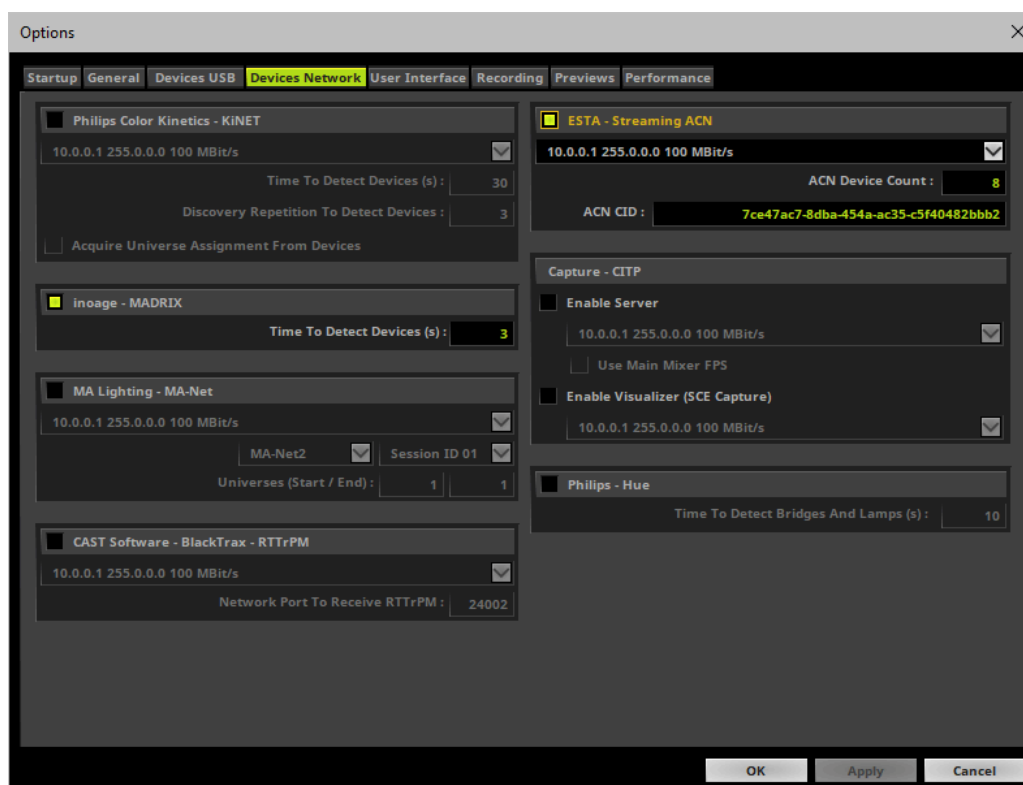 Options
Startup General Devices USB Devices Network User Interface Recording Previews Performance
Philips Color Kinetics - KiNET
10.0.0.1 255.0.0.0 100 MBit/s
Time To Detect Devices (s) : 30
Discovery Repetition To Detect Devices : 3
Acquire Universe Assignment From Devices
inoage - MADRIX
Time To Detect Devices (s) : 3
MA Lighting - MA-Net
10.0.0.1 255.0.0.0 100 MBit/s
MA-Net2 Session ID 01
Universes (Start / End) : 1 1
CAST Software - BlackTrax - RTTrPM
10.0.0.1 255.0.0.0 100 MBit/s
Network Port To Receive RTTrPM : 24002
ESTA - Streaming ACN
10.0.0.1 255.0.0.0 100 MBit/s
ACN Device Count : 8
ACN CID : 7ce47ac7-8dba-454a-ac35-c5f40482bbb2
Capture - CITP
Enable Server
10.0.0.1 255.0.0.0 100 MBit/s
Use Main Mixer FPS
Enable Visualizer (SCE Capture)
10.0.0.1 255.0.0.0 100 MBit/s
Philips - Hue
Time To Detect Bridges And Lamps (s) : 10
OK Apply Cancel